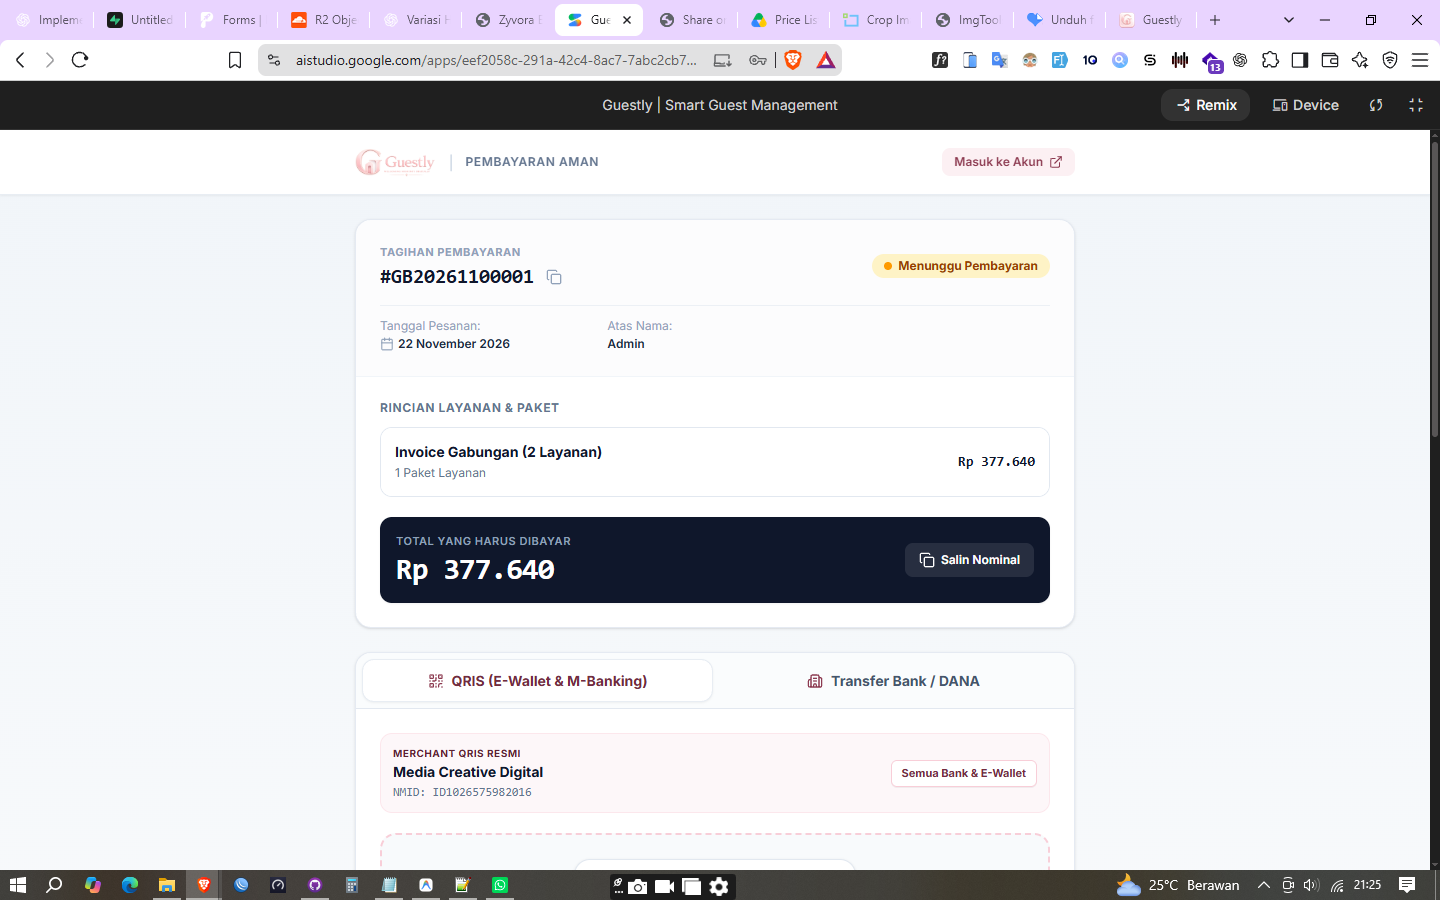 Implem
Untitled
Forms |
R2 Obje
Variasi H
Zyvora E
Gue
Share o
Price Lis
Crop Im
ImgTool
Unduh f
Guestly
aistudio.google.com/apps/eef2058c-291a-42c4-8ac7-7abc2cb7...
13
Guestly | Smart Guest Management
Remix
Device
Guestly
PEMBAYARAN AMAN
Masuk ke Akun
TAGIHAN PEMBAYARAN
#GB20261100001
Menunggu Pembayaran
Tanggal Pesanan:
Atas Nama:
22 November 2026
Admin
RINCIAN LAYANAN & PAKET
Invoice Gabungan (2 Layanan)
1 Paket Layanan
Rp 377.640
TOTAL YANG HARUS DIBAYAR
Rp 377.640
Salin Nominal
QRIS (E-Wallet & M-Banking)
Transfer Bank / DANA
MERCHANT QRIS RESMI
Media Creative Digital
NMID: ID1026575982016
Semua Bank & E-Wallet
25°C Berawan
21:25